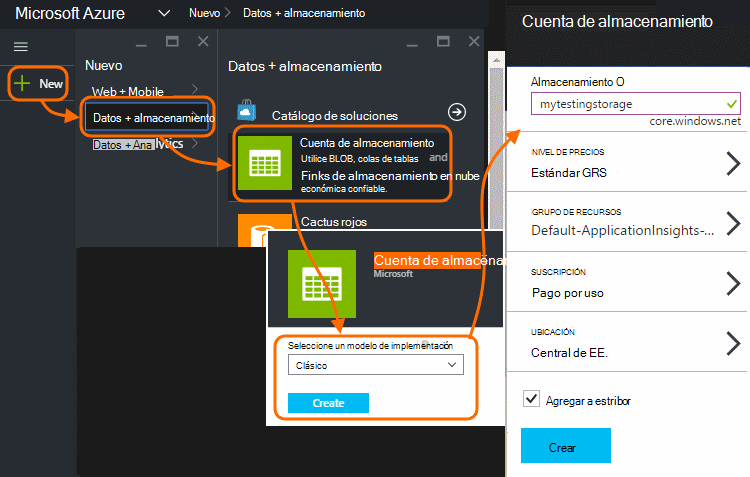 Microsoft Azure
Nuevo
Datos + almacenamiento
New
Nuevo
Web + Mobile
Datos + almacenamiento
Datos + Ana lytics
Datos + almacenamiento
Catálogo de soluciones
Cuenta de almacenamiento
Utilice BLOB, colas de tablas and
Finks de almacenamiento en nube
económica confiable.
Cactus rojos
Cuenta de almacenam
Microsoft
Seleccione un modelo de implementación
Clásico
Create
Cuenta de almacenamiento
Almacenamiento O
mytestingstorage
core.windows.net
NIVEL DE PRECIOS
Estándar GRS
GRUPO DE RECURSOS
Default-ApplicationInsights-...
SUSCRIPCIÓN
Pago por uso
UBICACIÓN
Central de EE.
Agregar a estribor
Crear